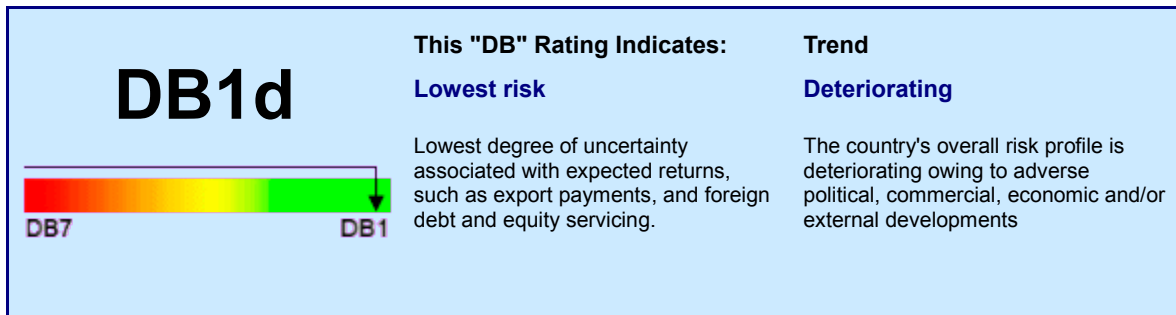 DB1d
DB7
DB1
This "DB" Rating Indicates:
Lowest risk
Lowest degree of uncertainty
associated with expected returns,
such as export payments, and foreign
debt and equity servicing.
Trend
Deteriorating
The country's overall risk profile is
deteriorating owing to adverse
political, commercial, economic and/or
external developments